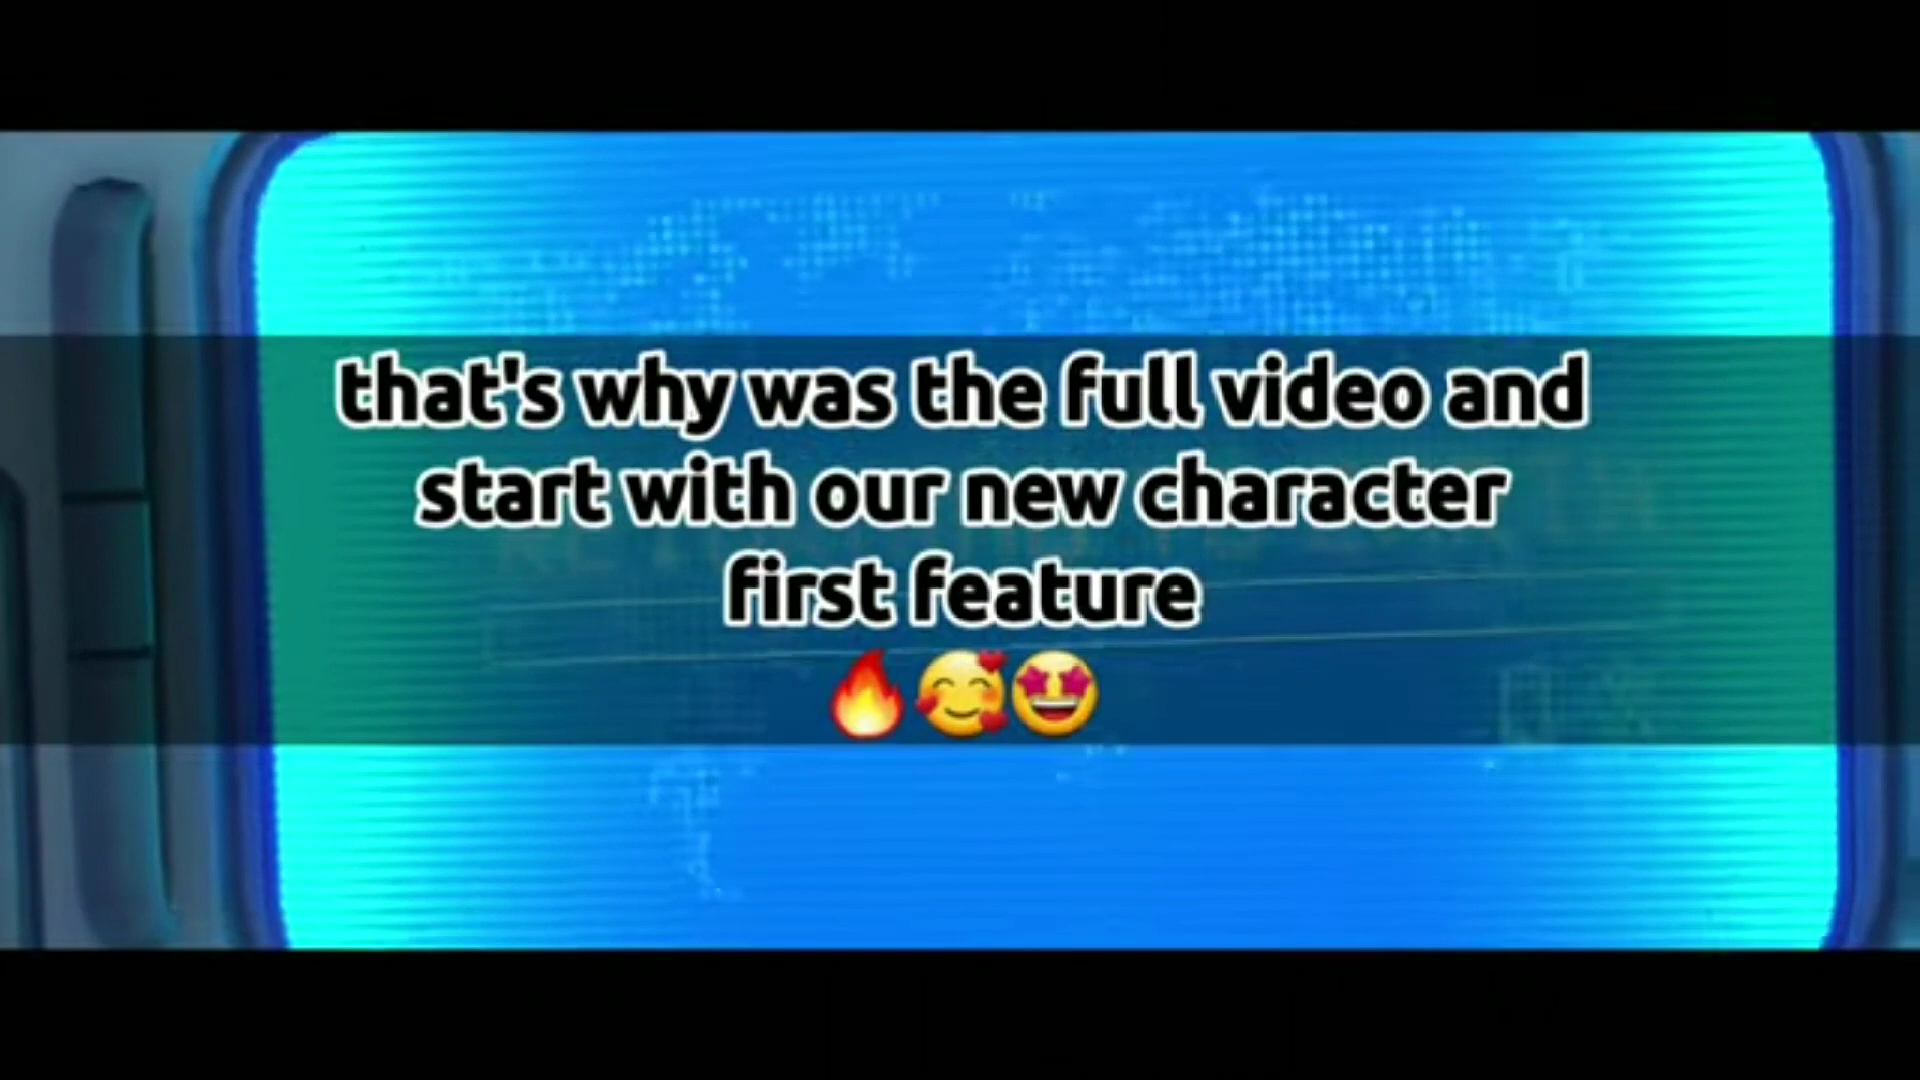 that's why was the full video and
start with our new character
first feature
🔥🥰🤩